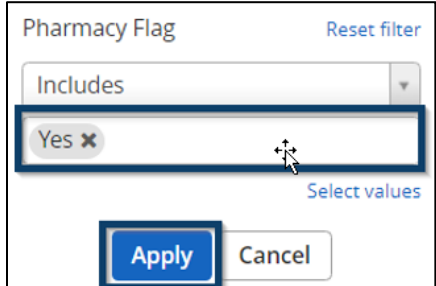 Pharmacy Flag Reset filter
Includes
Yes ✖
Select values
Apply Cancel